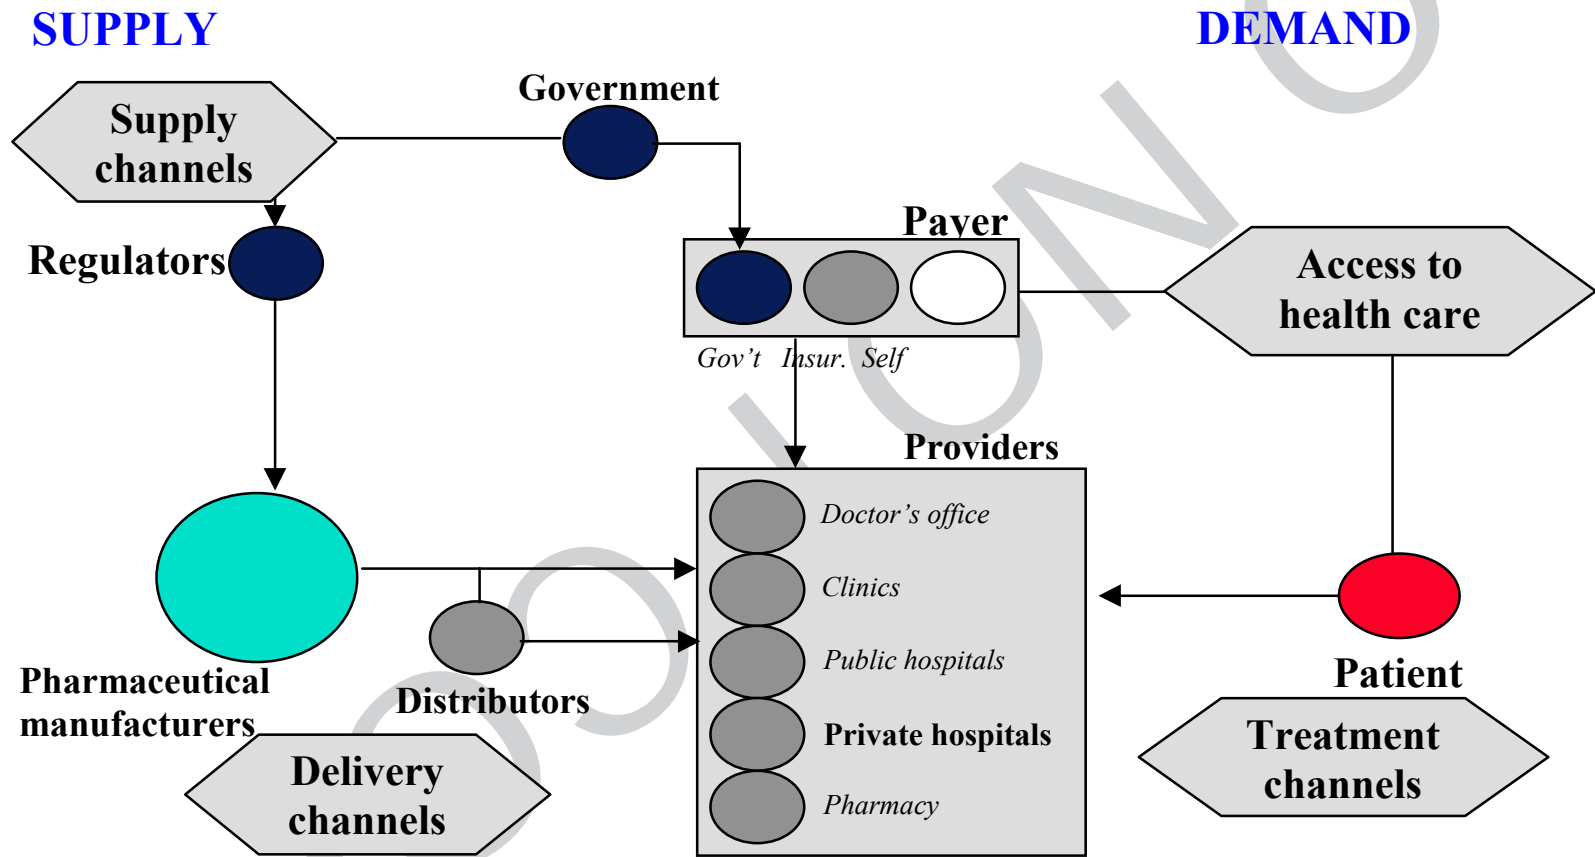 SUPPLY
DEMAND
Government
Supply
channels
Payer
Regulators
Access to
health care
Gov't Insur. Self
Providers
Doctor's office
Clinics
Public hospitals
Private hospitals
Pharmacy
Pharmaceutical
manufacturers
Distributors
Patient
Delivery
channels
Treatment
channels